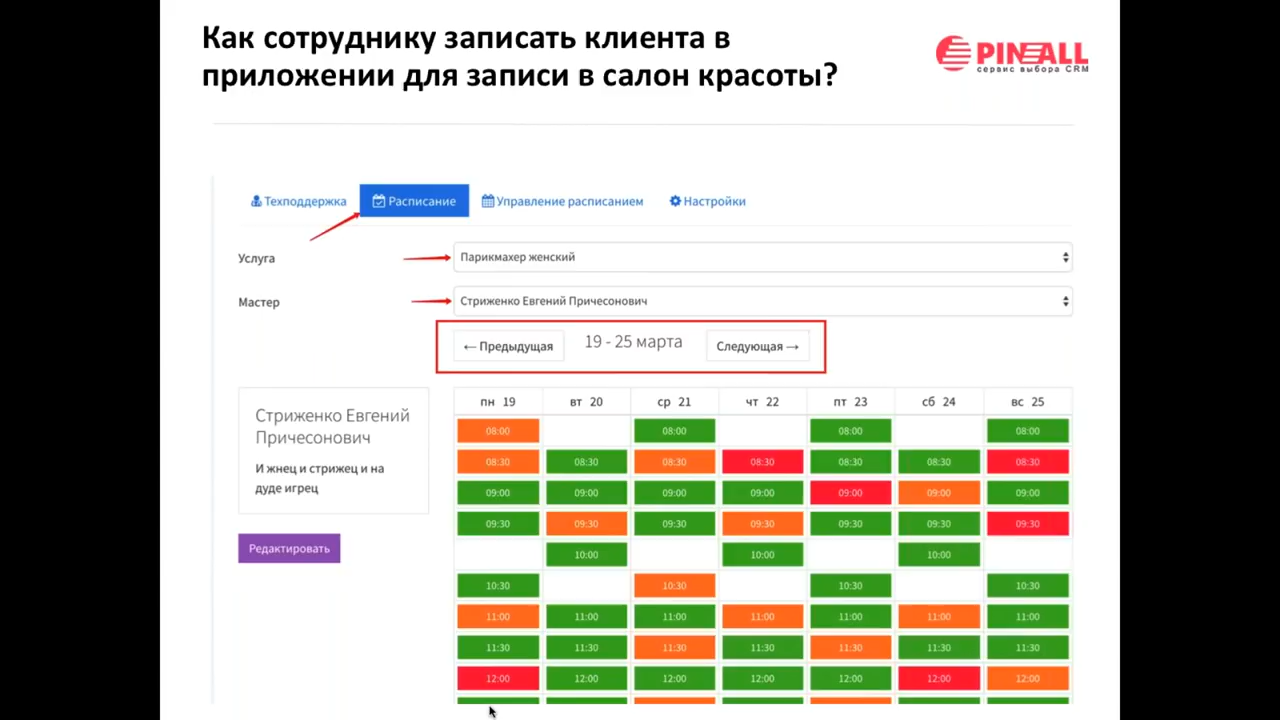 Как сотруднику записать клиента в
приложении для записи в салон красоты?
PINALL
сервис выбора CRM
Техподдержка Расписание Управление расписанием Настройки
Услуга Парикмахер женский
Мастер Стриженко Евгений Причесонович
← Предыдущая 19 - 25 марта Следующая →
Стриженко Евгений
Причесонович
И жнец и стрижец и на
дуде игрец
Редактировать
пн 19 вт 20 ср 21 чт 22 пт 23 сб 24 вс 25
08:00 08:00 08:00 08:00
08:30 08:30 08:30 08:30 08:30 08:30 08:30
09:00 09:00 09:00 09:00 09:00 09:00 09:00
09:30 09:30 09:30 09:30 09:30 09:30 09:30
10:00 10:00 10:00
10:30 10:30 10:30 10:30
11:00 11:00 11:00 11:00 11:00 11:00 11:00
11:30 11:30 11:30 11:30 11:30 11:30 11:30
12:00 12:00 12:00 12:00 12:00 12:00 12:00